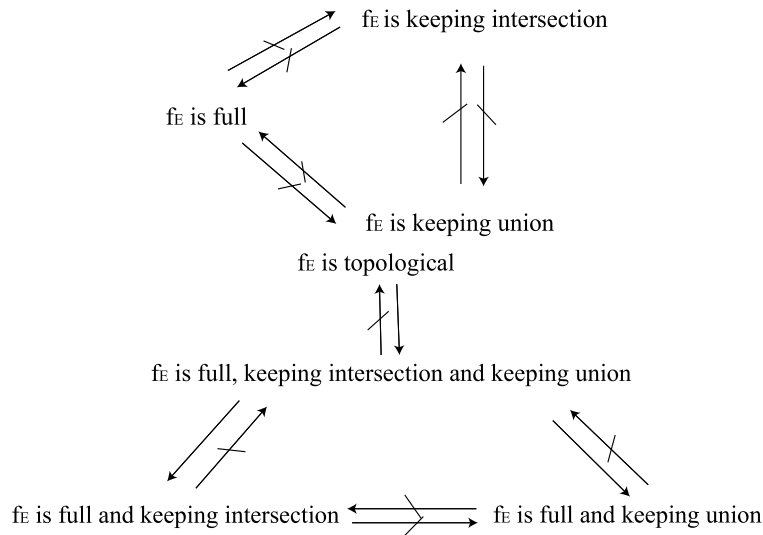 fE is keeping intersection
fE is full
fE is keeping union
fE is topological
fE is full, keeping intersection and keeping union
fE is full and keeping intersection
fE is full and keeping union